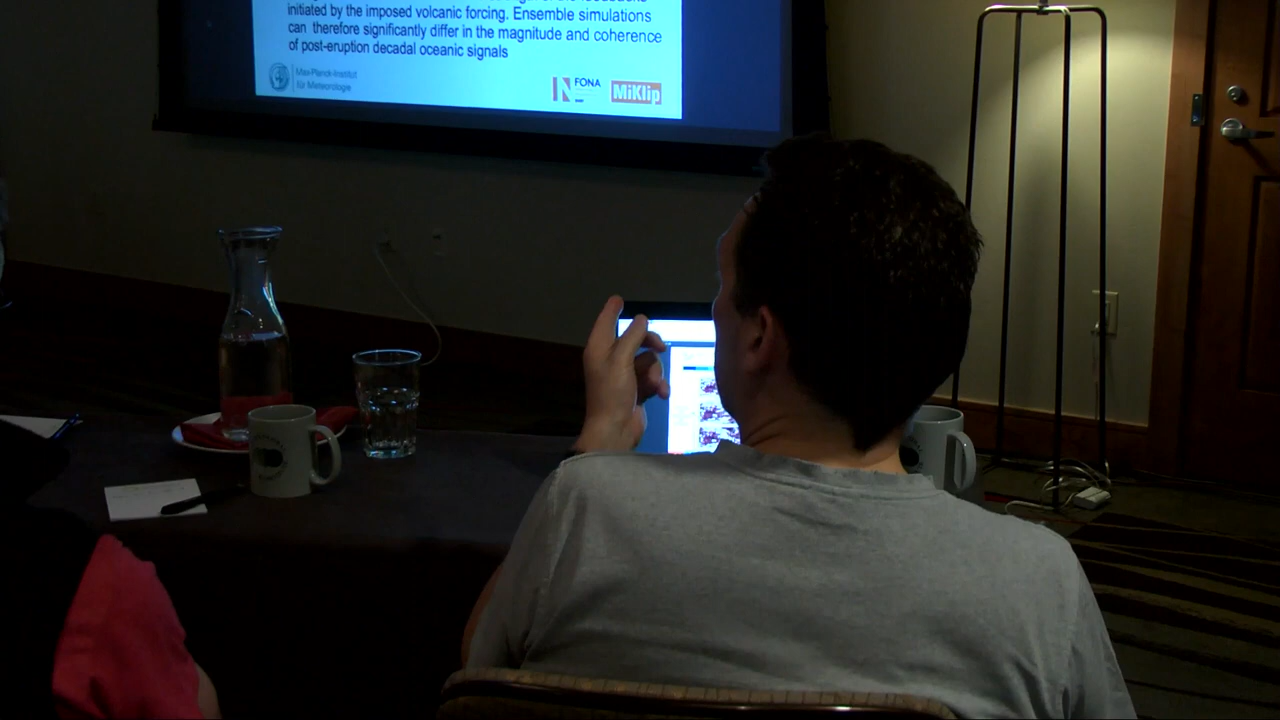 initiated by the imposed volcanic forcing. Ensemble simulations
can therefore significantly differ in the magnitude and coherence
of post-eruption decadal oceanic signals
Max-Planck-Institut
für Meteorologie
FONA
MiKlip